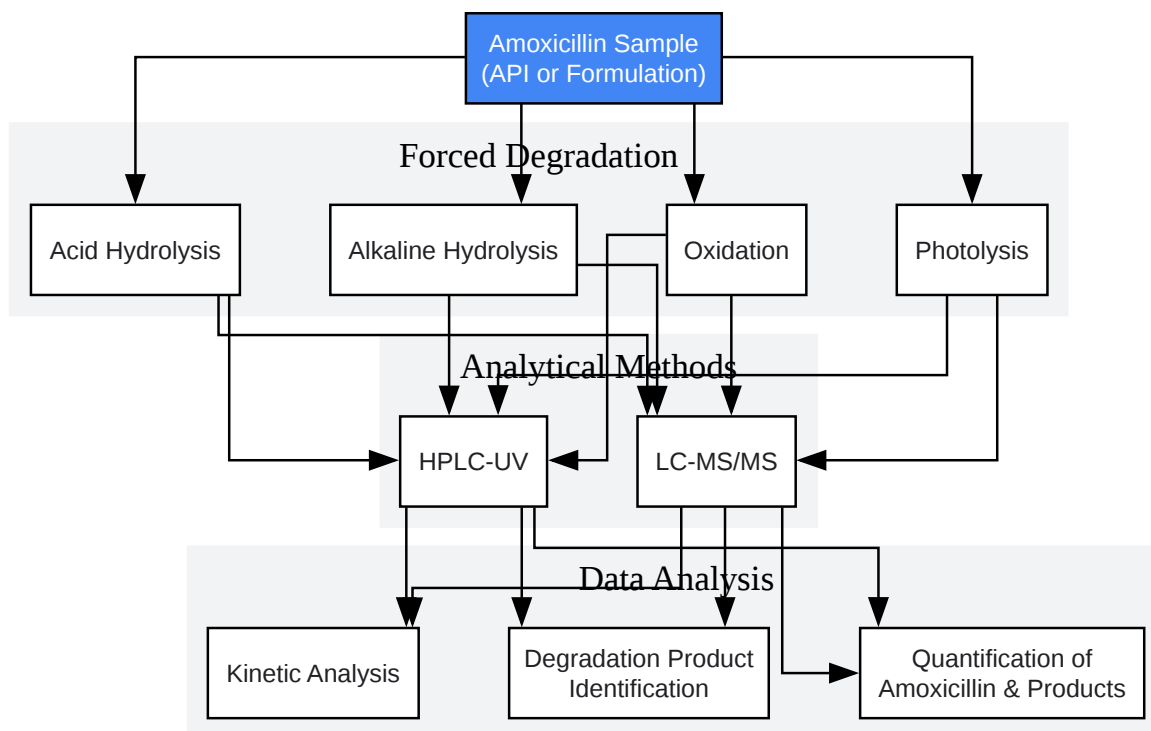 Amoxicillin Sample
(API or Formulation)
Forced Degradation
Acid Hydrolysis
Alkaline Hydrolysis
Oxidation
Photolysis
Analytical Methods
HPLC-UV
LC-MS/MS
Data Analysis
Kinetic Analysis
Degradation Product
Identification
Quantification of
Amoxicillin & Products